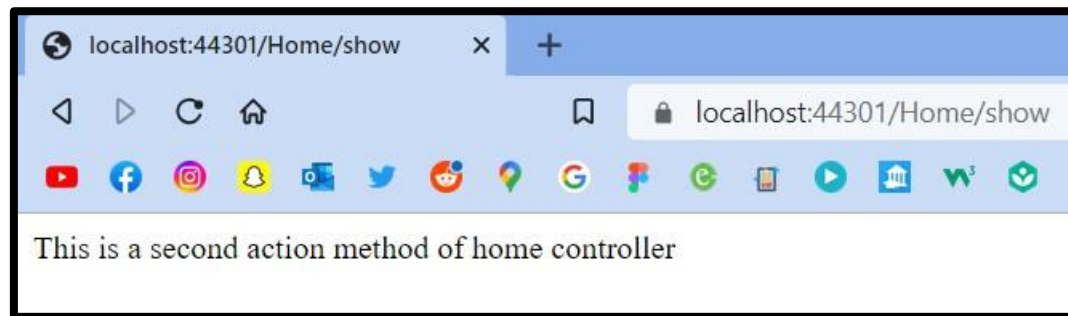 localhost:44301/Home/show
localhost:44301/Home/show
This is a second action method of home controller